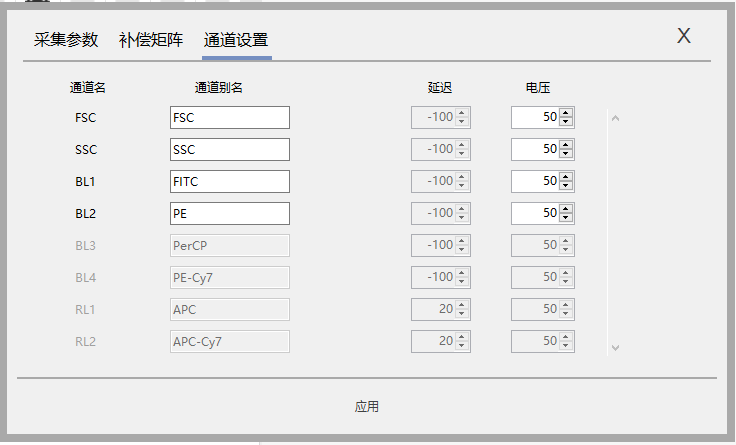 采集参数 补偿矩阵 通道设置 X
通道名 通道别名 延迟 电压
FSC FSC -100 50
SSC SSC -100 50
BL1 FITC -100 50
BL2 PE -100 50
BL3 PerCP -100 50
BL4 PE-Cy7 -100 50
RL1 APC 20 50
RL2 APC-Cy7 20 50
应用